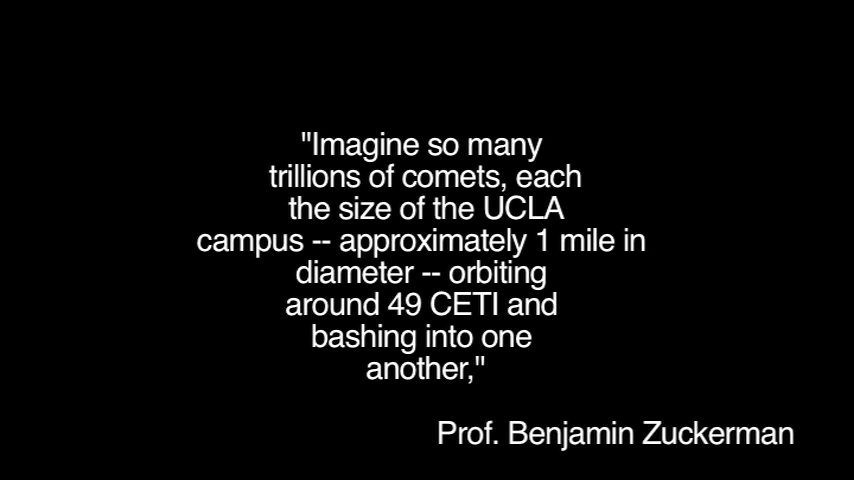 "Imagine so many
trillions of comets, each
the size of the UCLA
campus -- approximately 1 mile in
diameter -- orbiting
around 49 CETI and
bashing into one
another,"
Prof. Benjamin Zuckerman